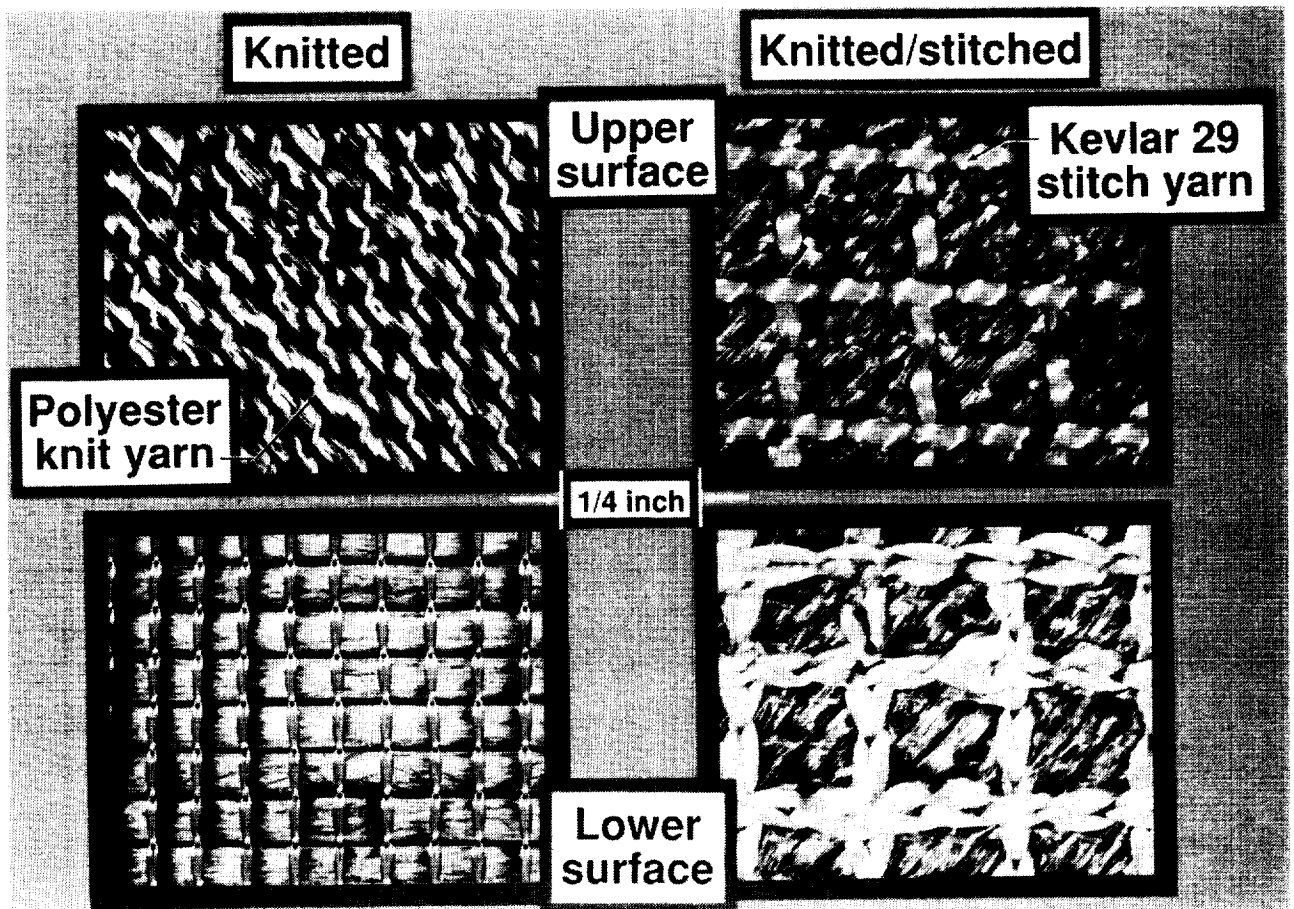 Knitted
Knitted/stitched
Upper
surface
Kevlar 29
stitch yarn
Polyester
knit yarn
1/4 inch
Lower
surface